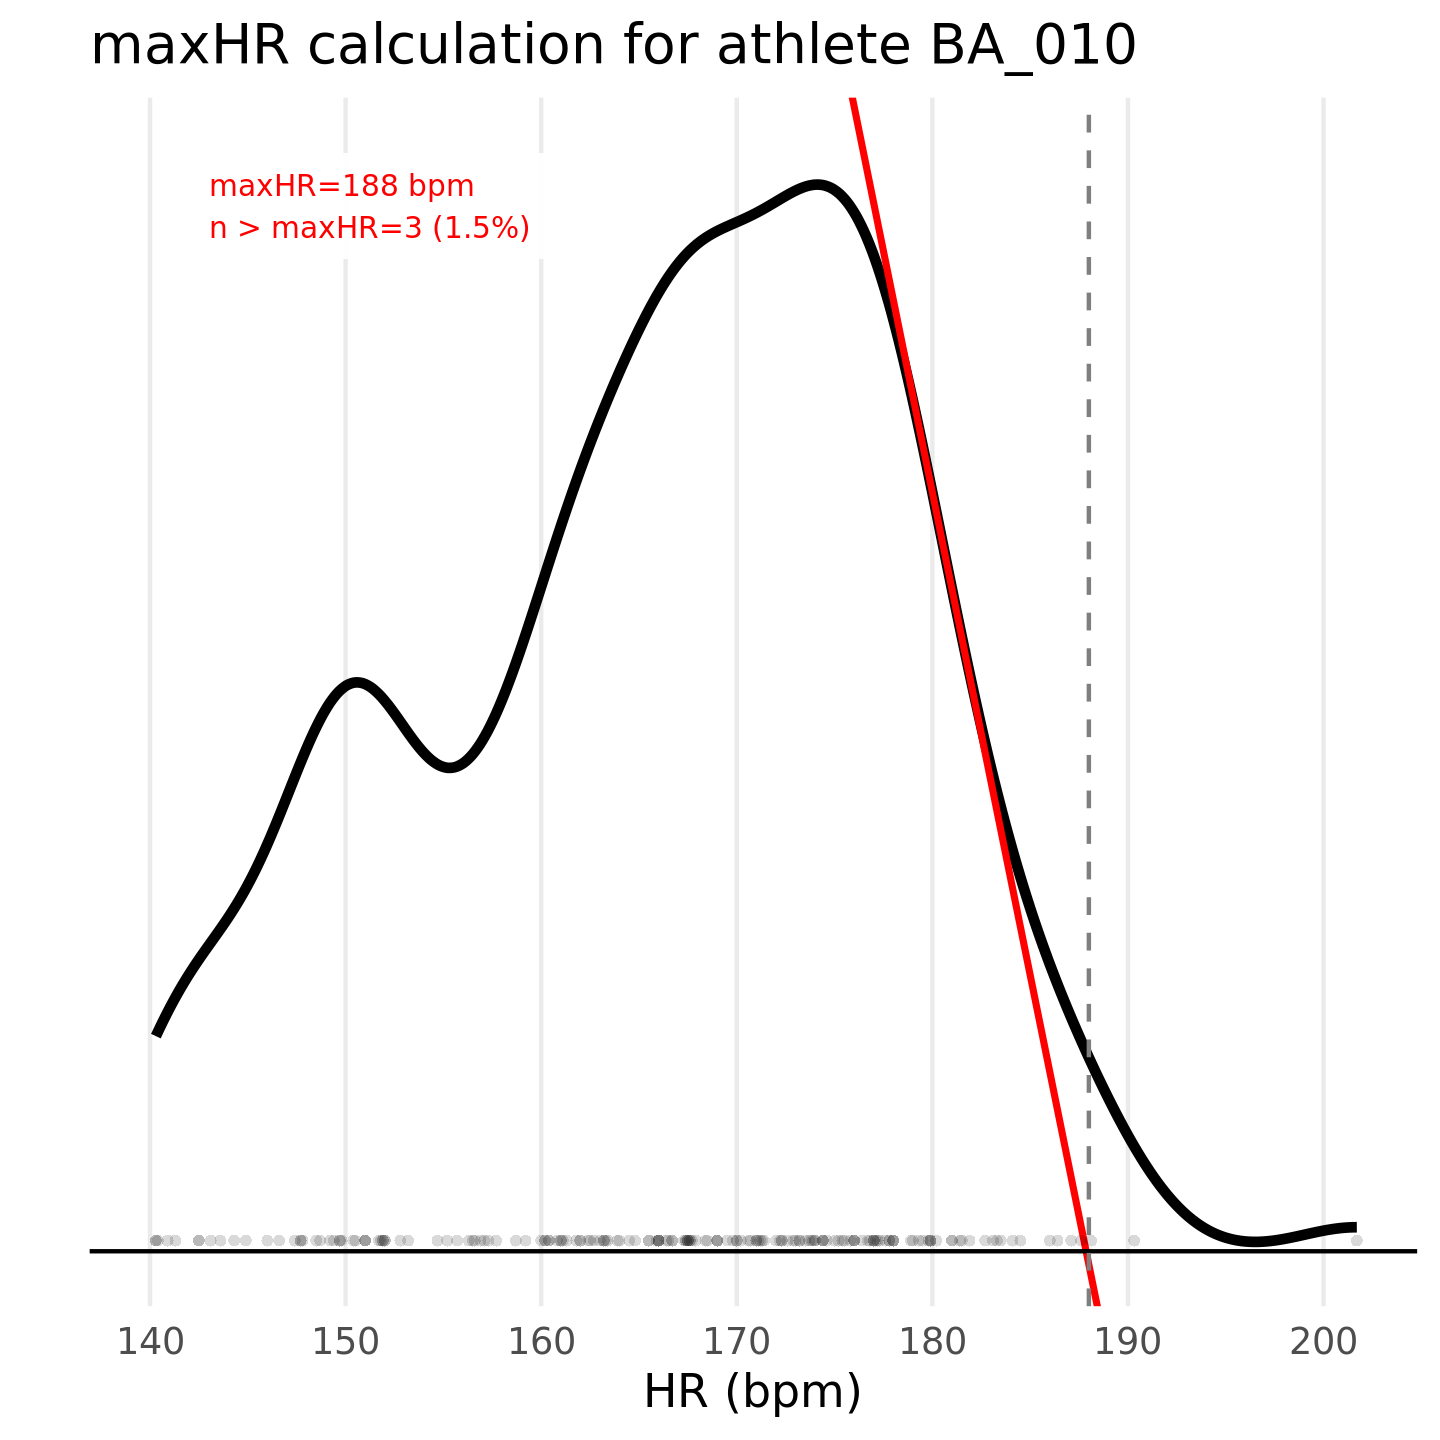 maxHR calculation for athlete BA_010
maxHR=188 bpm
n > maxHR=3 (1.5%)
140 150 160 170 180 190 200
HR (bpm)